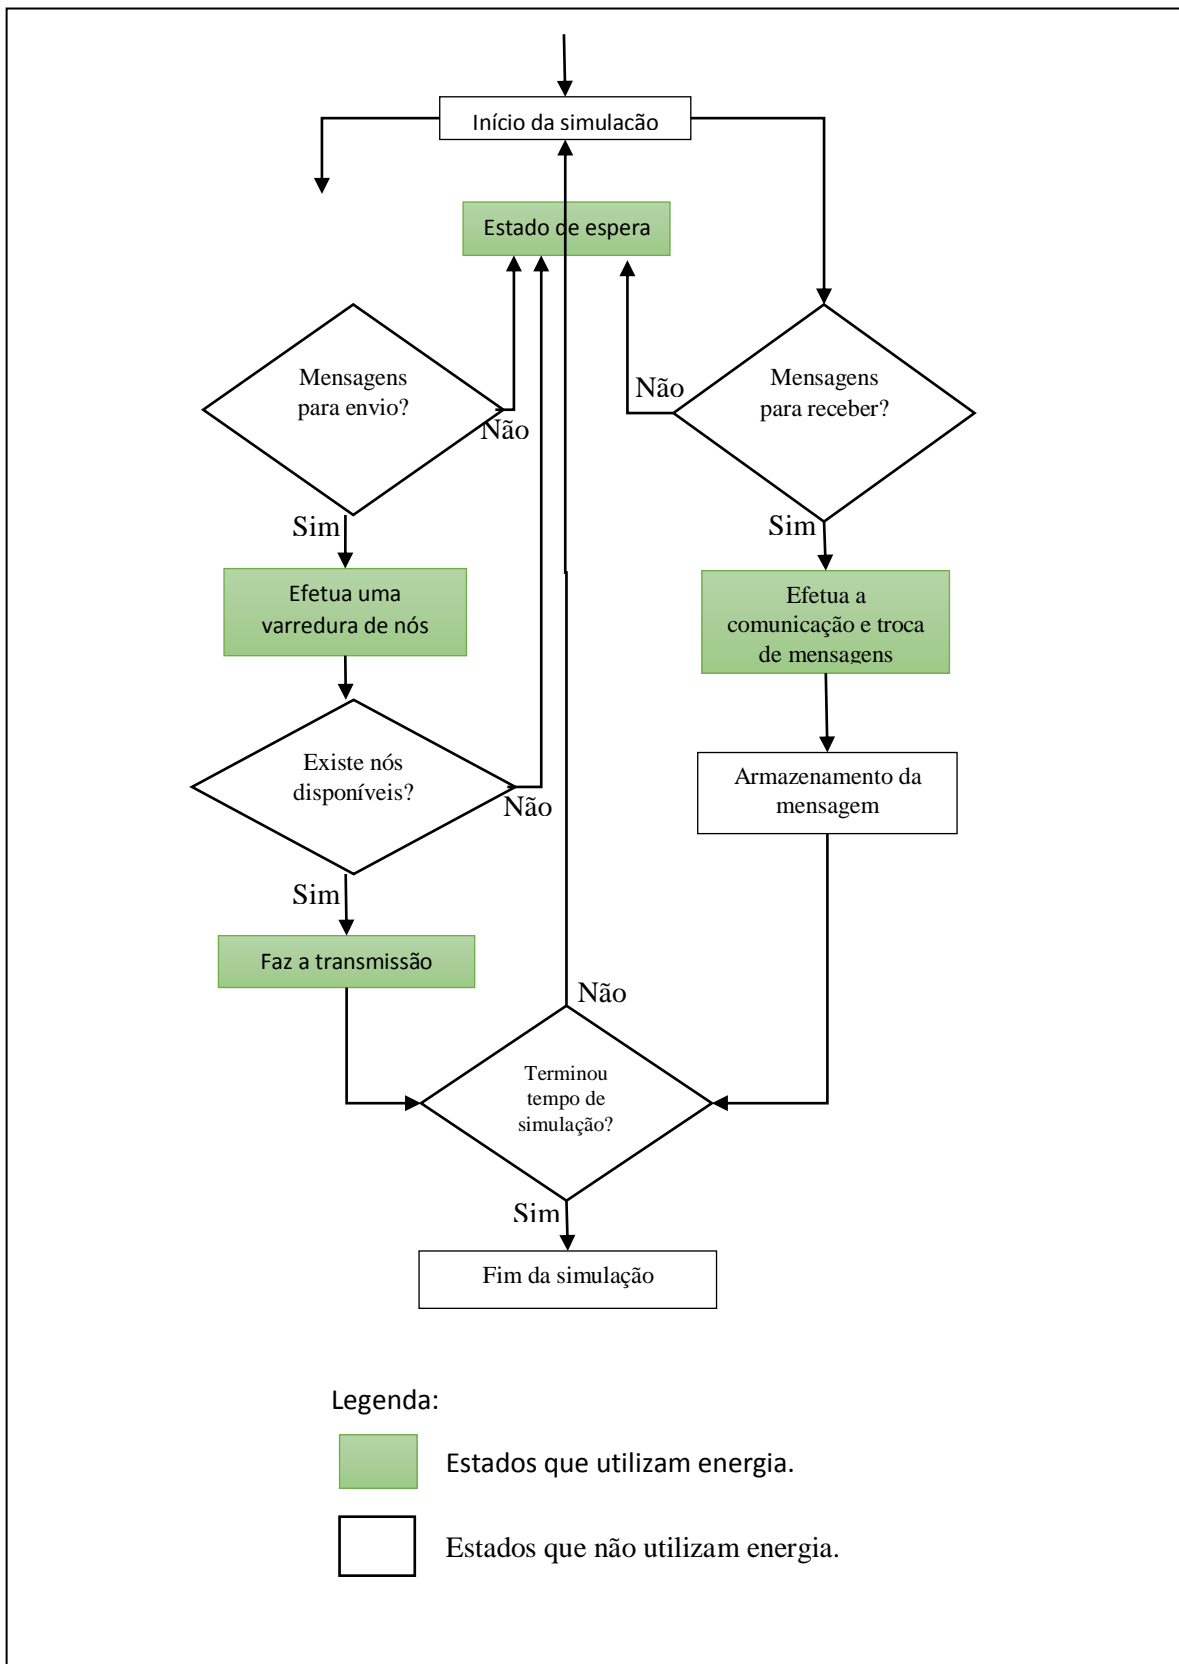 Início da simulacão
Estado de espera
Mensagens
para envio?
Não
Não
Mensagens
para receber?
Sim
Sim
Efetua uma
varredura de nós
Efetua a
comunicação e troca
de mensagens
Existe nós
disponíveis?
Não
Armazenamento da
mensagem
Sim
Faz a transmissão
Não
Terminou
tempo de
simulação?
Sim
Fim da simulação
Legenda:
Estados que utilizam energia.
Estados que não utilizam energia.